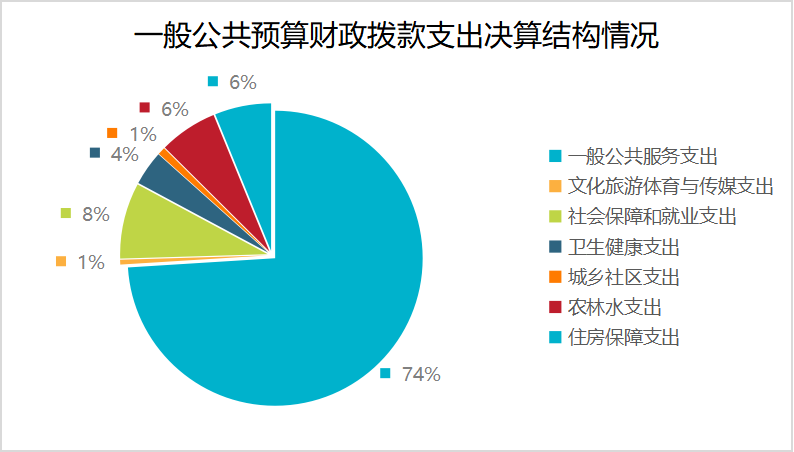 一般公共预算财政拨款支出决算结构情况
6%
6%
1%
4%
8%
1%
74%
一般公共服务支出
文化旅游体育与传媒支出
社会保障和就业支出
卫生健康支出
城乡社区支出
农林水支出
住房保障支出